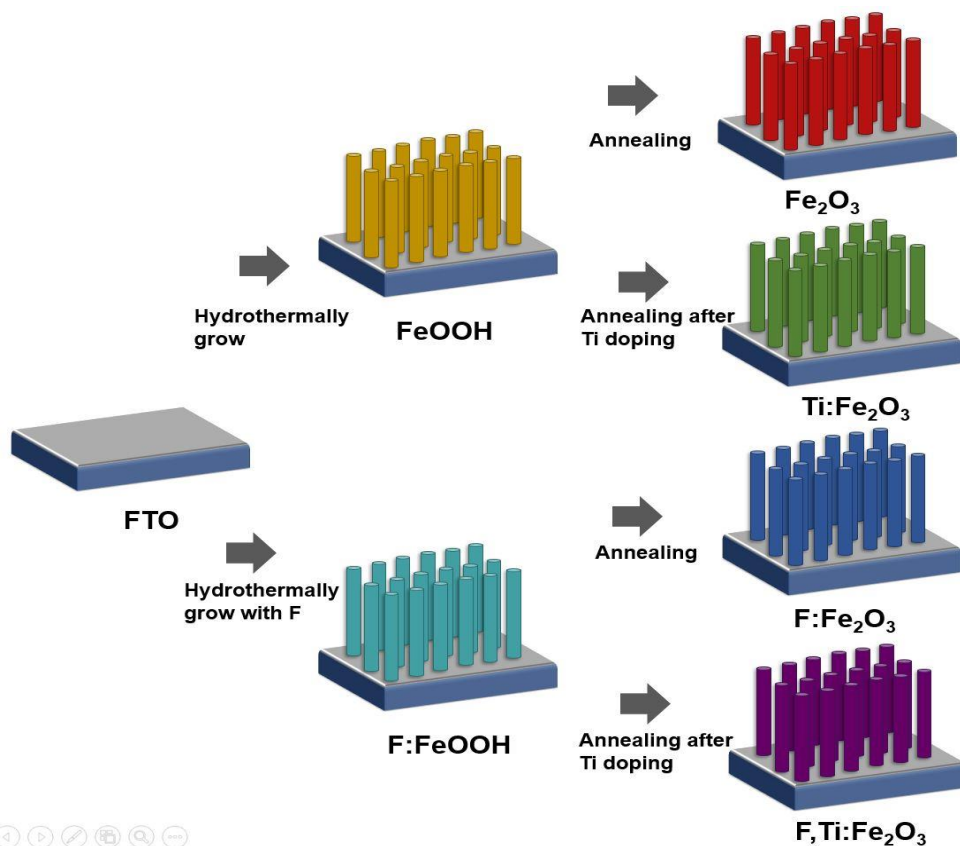 Annealing
Fe₂O₃
Hydrothermally
grow
FeOOH
Annealing after
Ti doping
Ti:Fe₂O₃
FTO
Hydrothermally
grow with F
F:FeOOH
Annealing
F:Fe₂O₃
Annealing after
Ti doping
F,Ti:Fe₂O₃